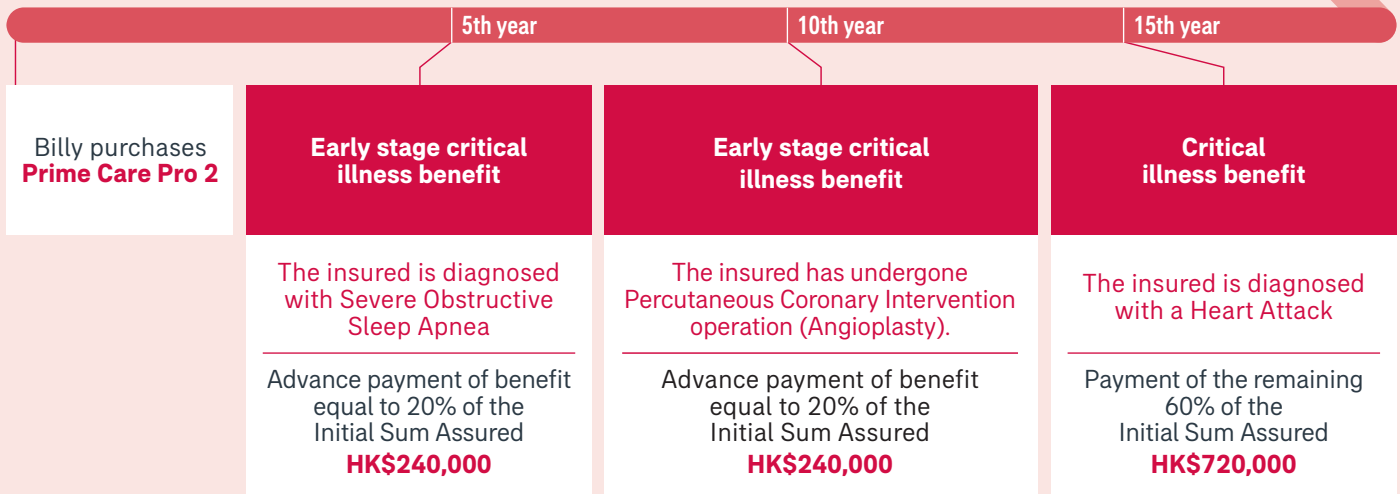 5th year
10th year
15th year
Billy purchases
Prime Care Pro 2
Early stage critical
illness benefit
The insured is diagnosed
with Severe Obstructive
Sleep Apnea
Advance payment of benefit
equal to 20% of the
Initial Sum Assured
HK$240,000
Early stage critical
illness benefit
The insured has undergone
Percutaneous Coronary Intervention
operation (Angioplasty).
Advance payment of benefit
equal to 20% of the
Initial Sum Assured
HK$240,000
Critical
illness benefit
The insured is diagnosed
with a Heart Attack
Payment of the remaining
60% of the
Initial Sum Assured
HK$720,000